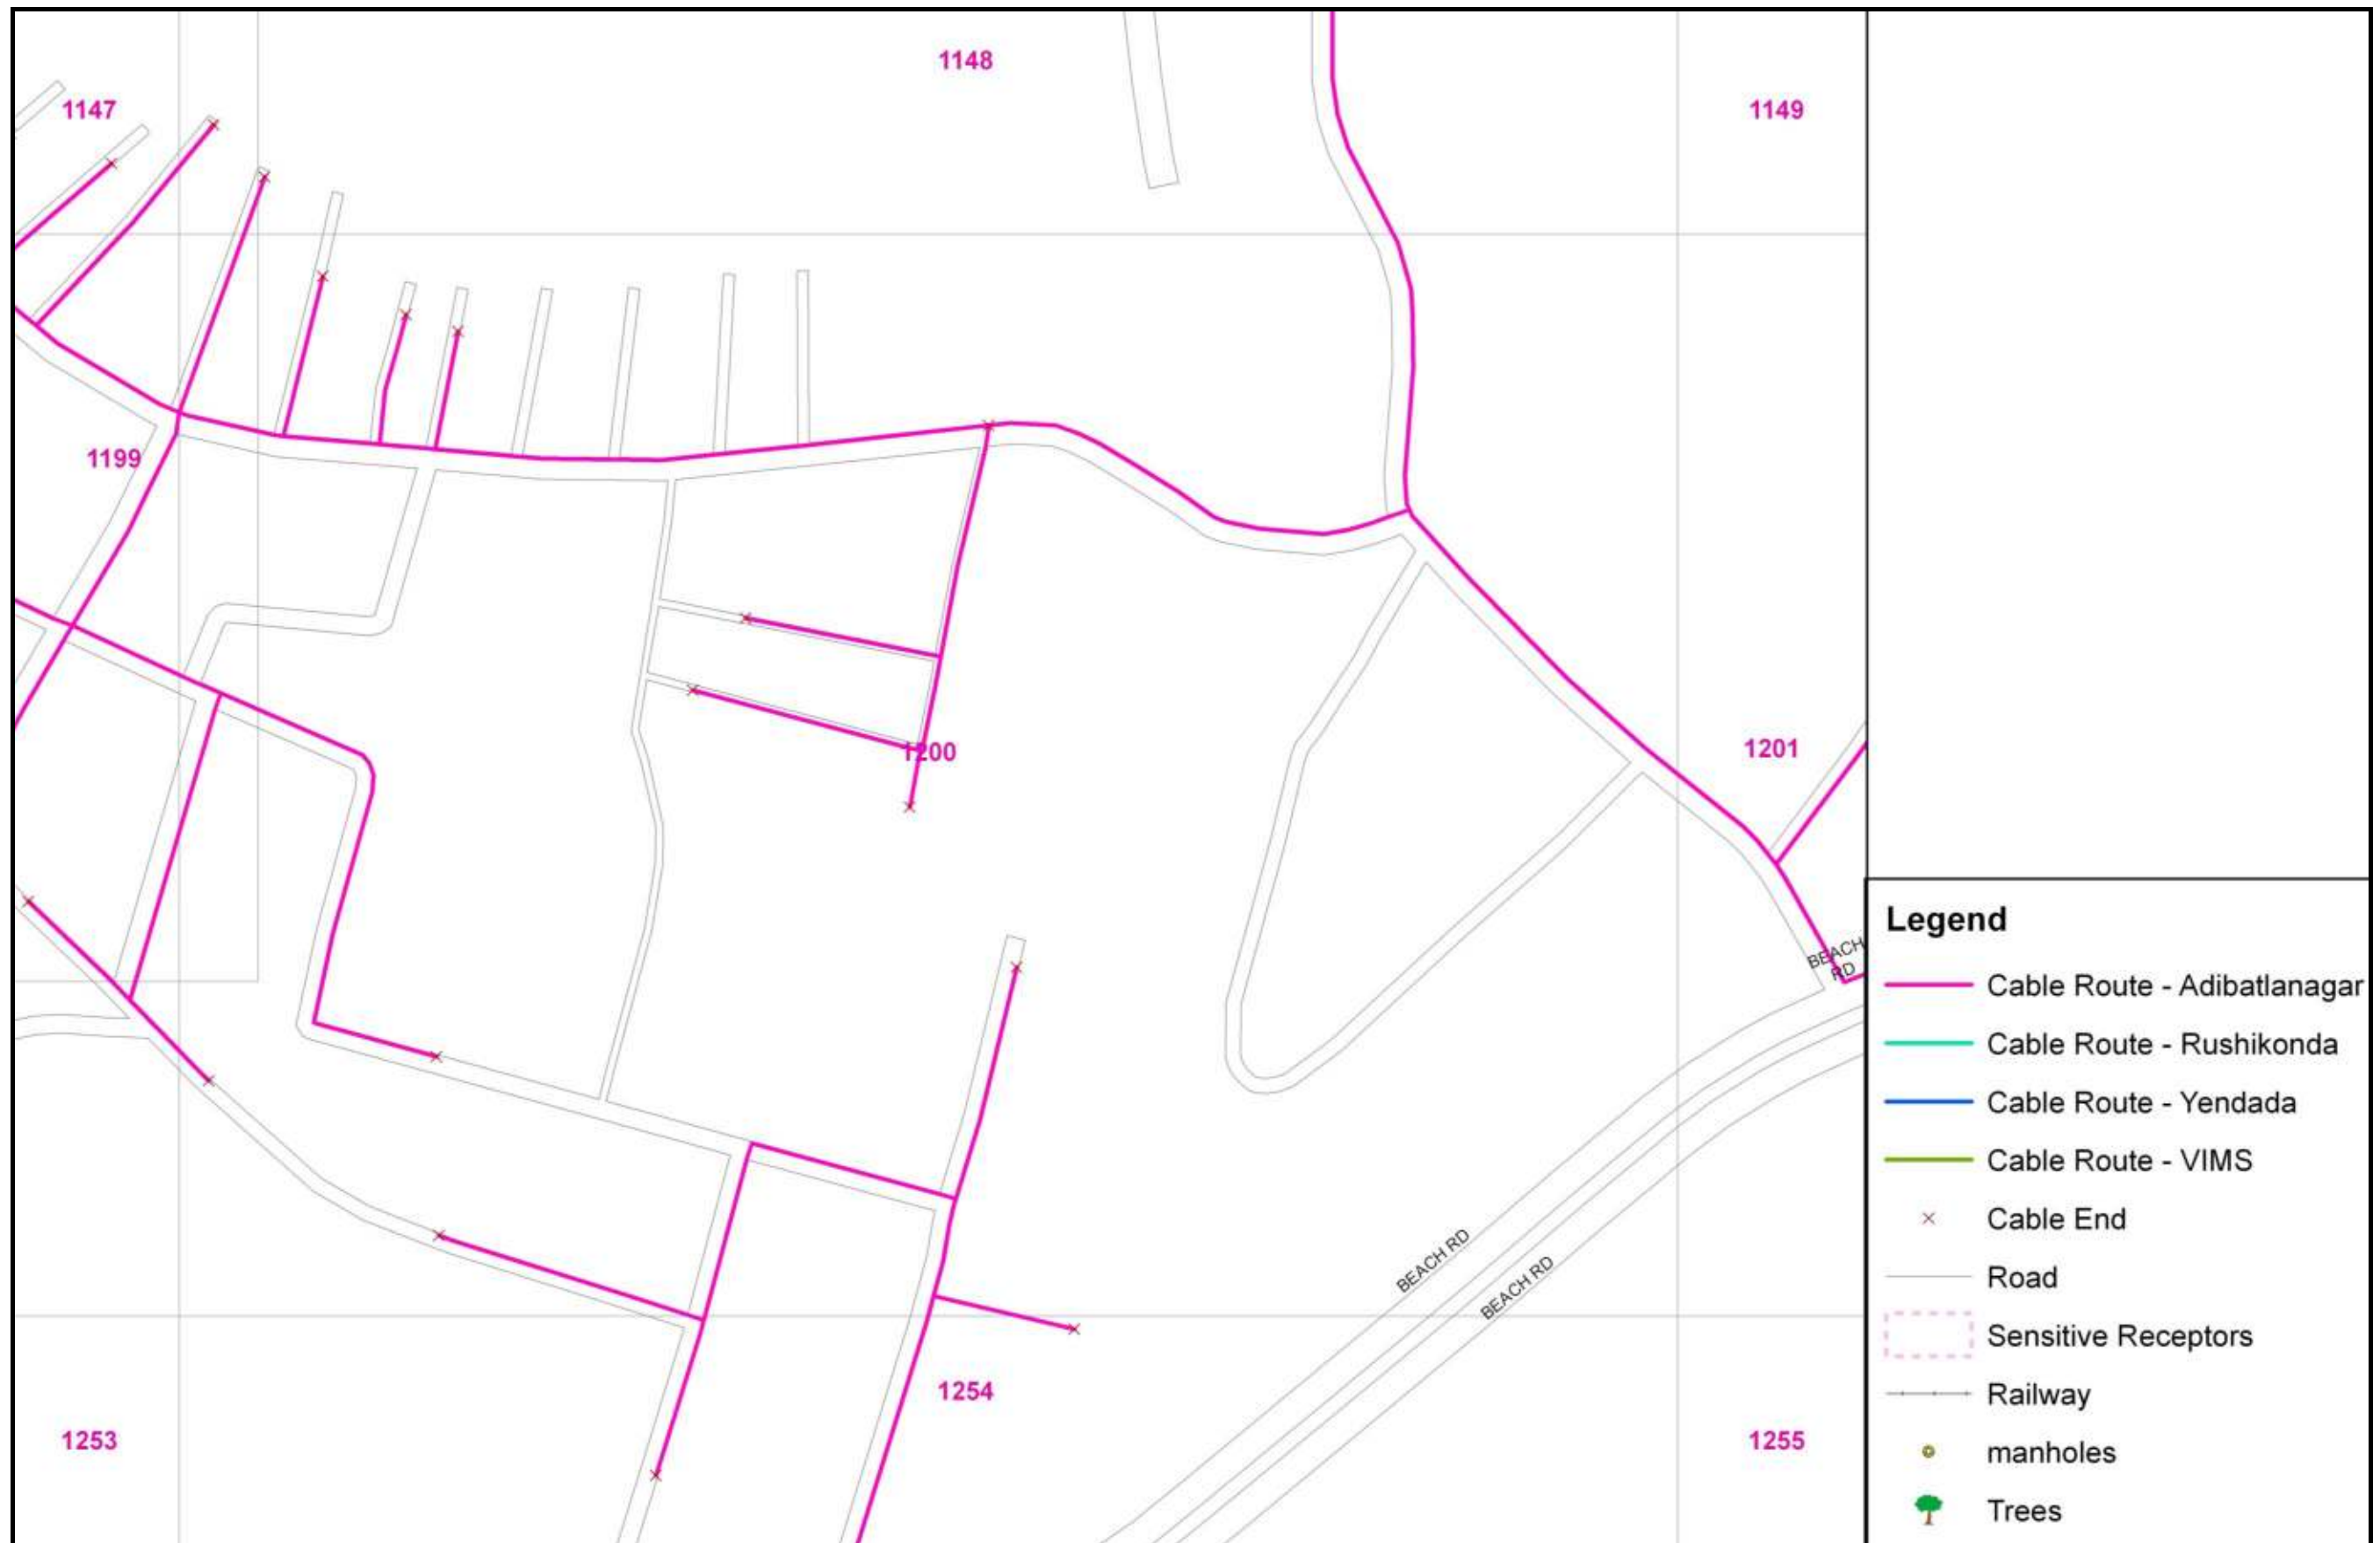 1148
1147
1149
1199
1200
1201
BEACH
RD
BEACH RD
BEACH RD
1254
1253
1255
Legend
Cable Route - Adibatlanagar
Cable Route - Rushikonda
Cable Route - Yendada
Cable Route - VIMS
Cable End
Road
Sensitive Receptors
Railway
manholes
Trees